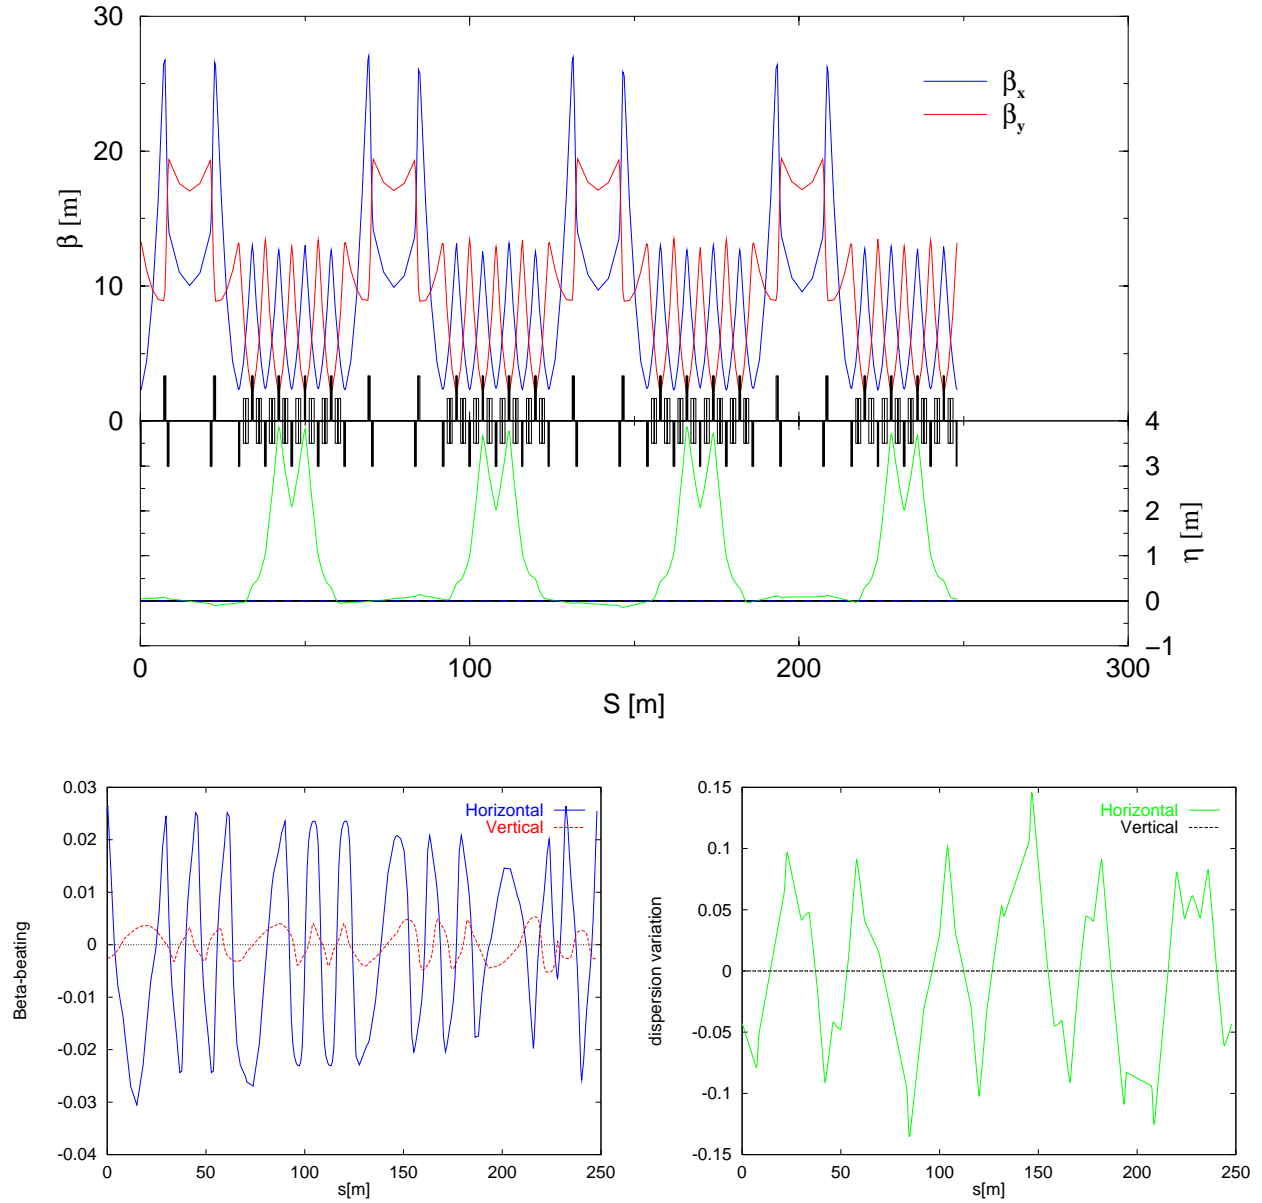 30
20
10
0
β [m]
βx
βy
4
3
2
1
0
−1
η [m]
0 100 200 300
S [m]
0.03
0.02
0.01
0
-0.01
-0.02
-0.03
-0.04
Beta-beating
Horizontal
Vertical
0 50 100 150 200 250
s[m]
0.15
0.1
0.05
0
-0.05
-0.1
-0.15
dispersion variation
Horizontal
Vertical
0 50 100 150 200 250
s[m]